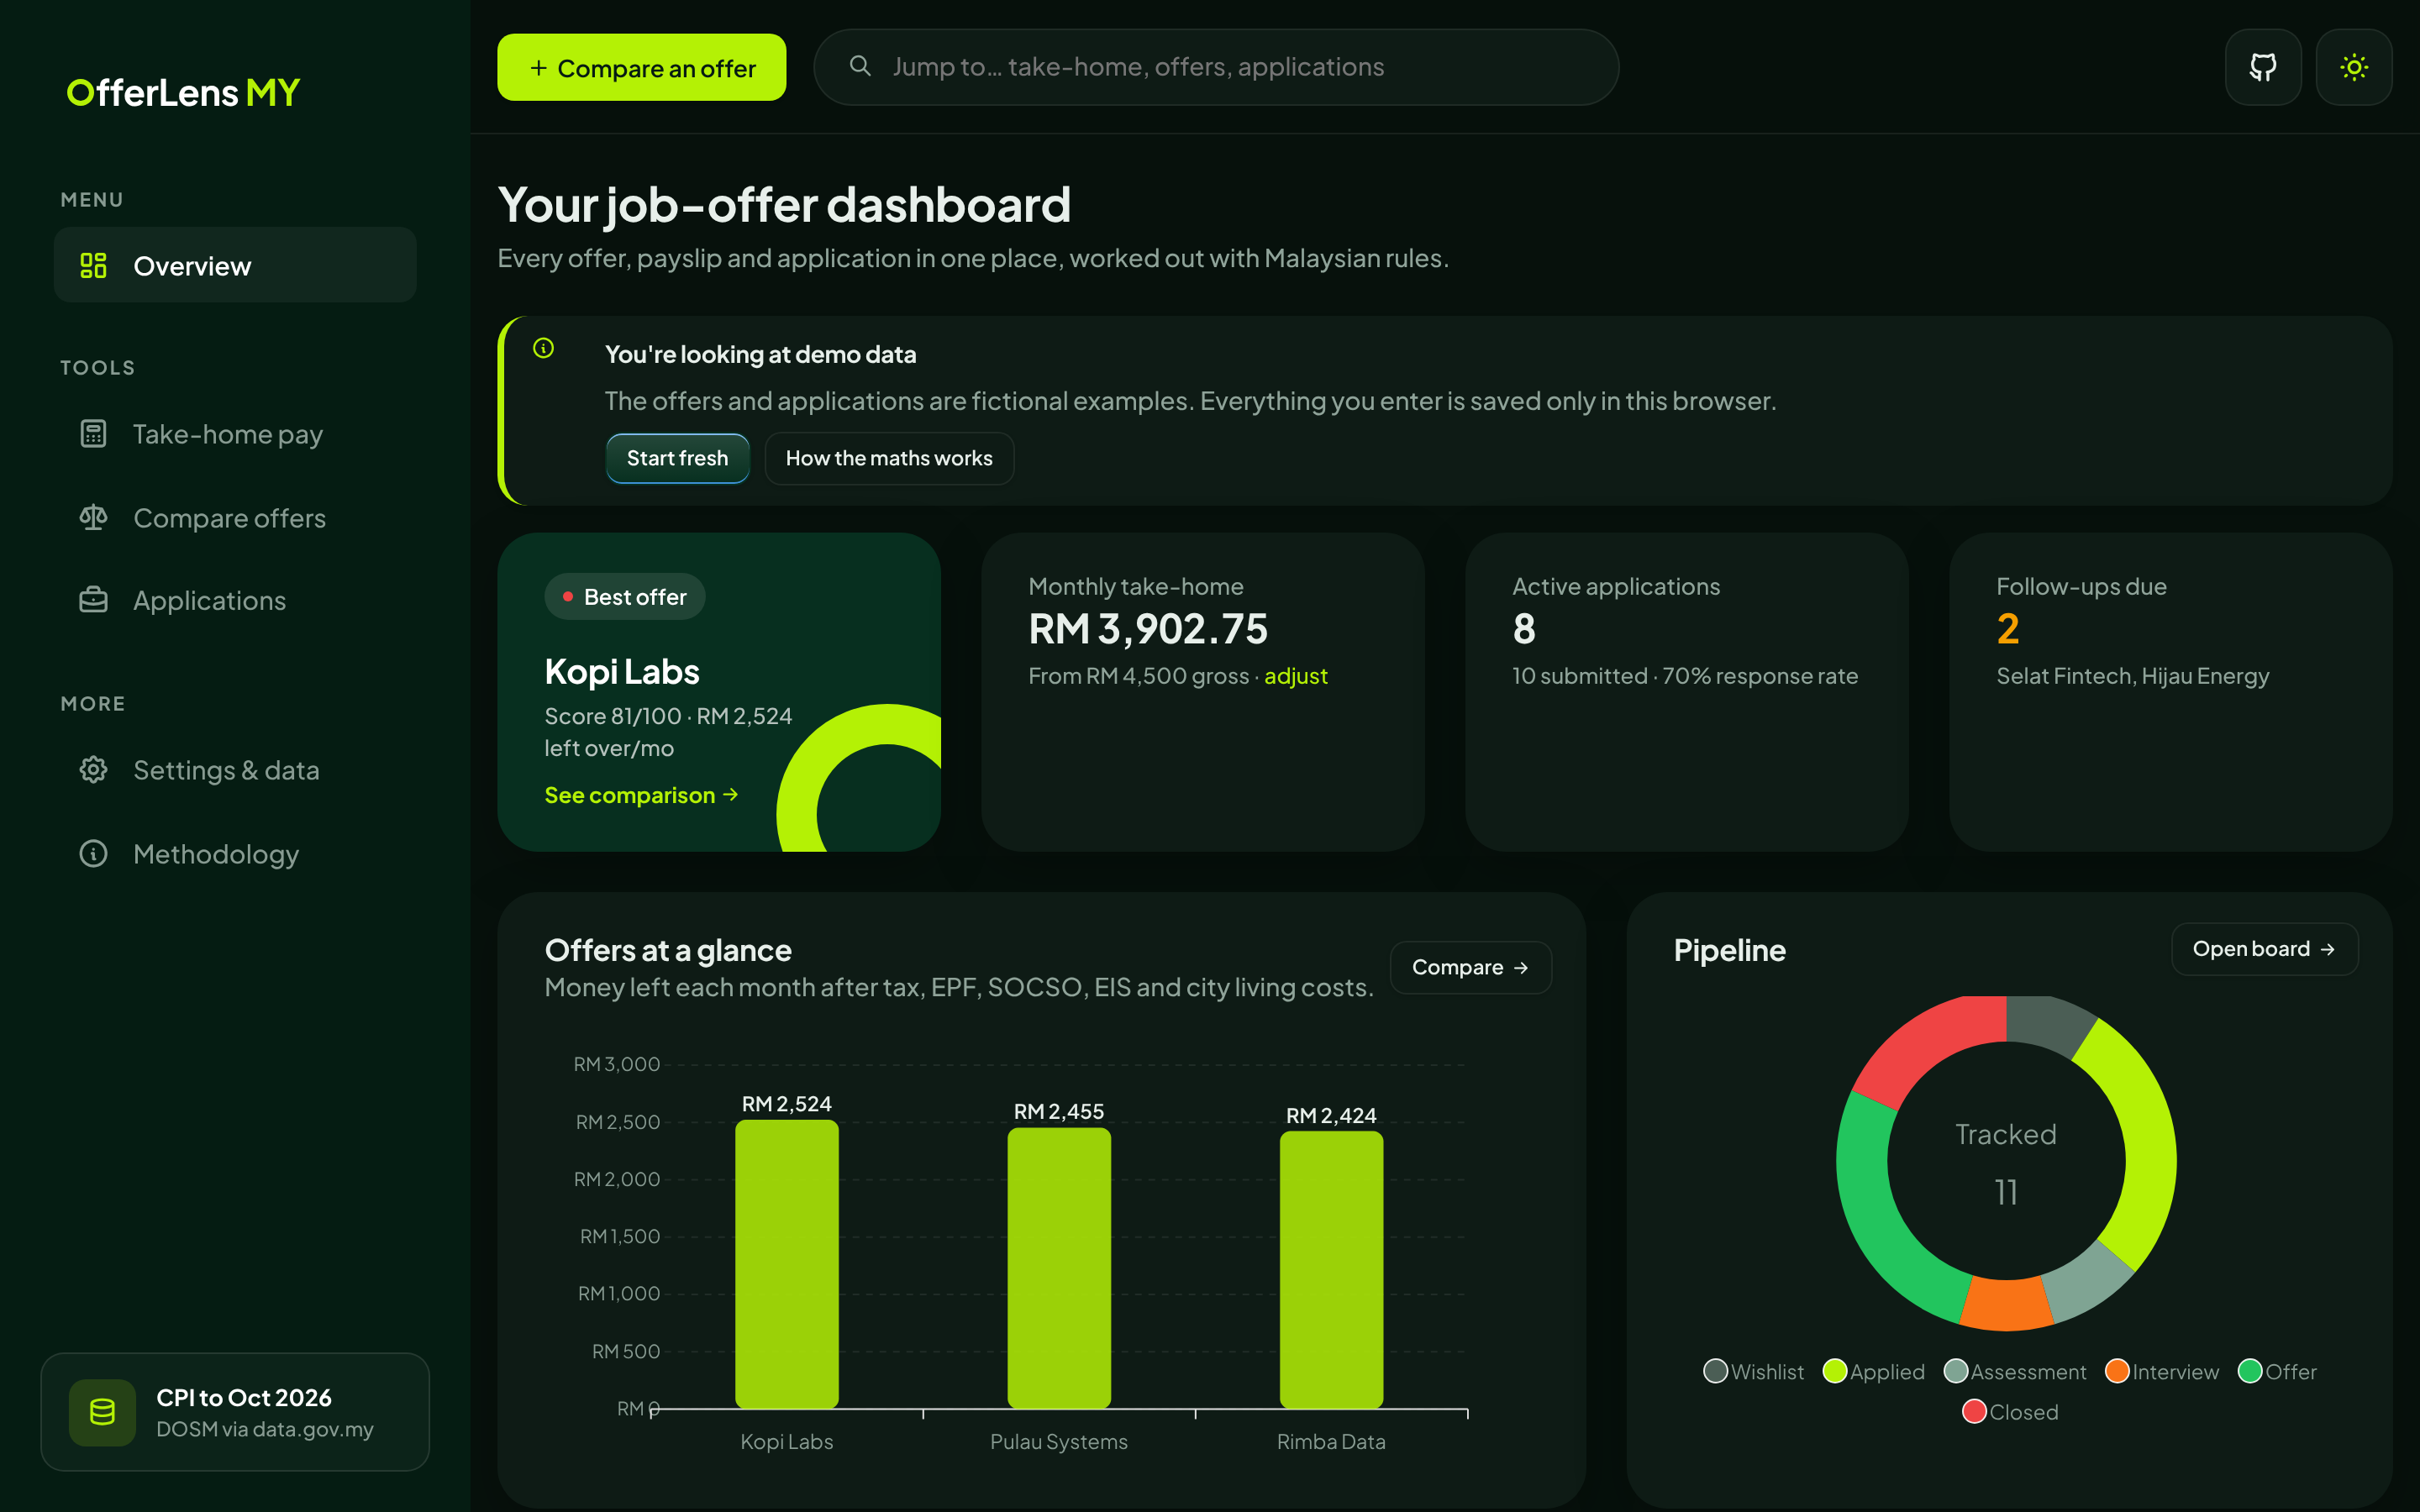 OfferLens MY
MENU
Overview
TOOLS
Take-home pay
Compare offers
Applications
MORE
Settings & data
Methodology
CPI to Oct 2026
DOSM via data.gov.my
+ Compare an offer
Jump to... take-home, offers, applications
Your job-offer dashboard
Every offer, payslip and application in one place, worked out with Malaysian rules.
You're looking at demo data
The offers and applications are fictional examples. Everything you enter is saved only in this browser.
Start fresh
How the maths works
Best offer
Kopi Labs
Score 81/100 · RM 2,524
left over/mo
See comparison →
Monthly take-home
RM 3,902.75
From RM 4,500 gross · adjust
Active applications
8
10 submitted · 70% response rate
Follow-ups due
2
Selat Fintech, Hijau Energy
Offers at a glance
Money left each month after tax, EPF, SOCSO, EIS and city living costs.
Compare →
RM 3,000
RM 2,500
RM 2,000
RM 1,500
RM 1,000
RM 500
RM 0
RM 2,524
RM 2,455
RM 2,424
Kopi Labs
Pulau Systems
Rimba Data
Pipeline
Open board →
Tracked
11
Wishlist
Applied
Assessment
Interview
Offer
Closed